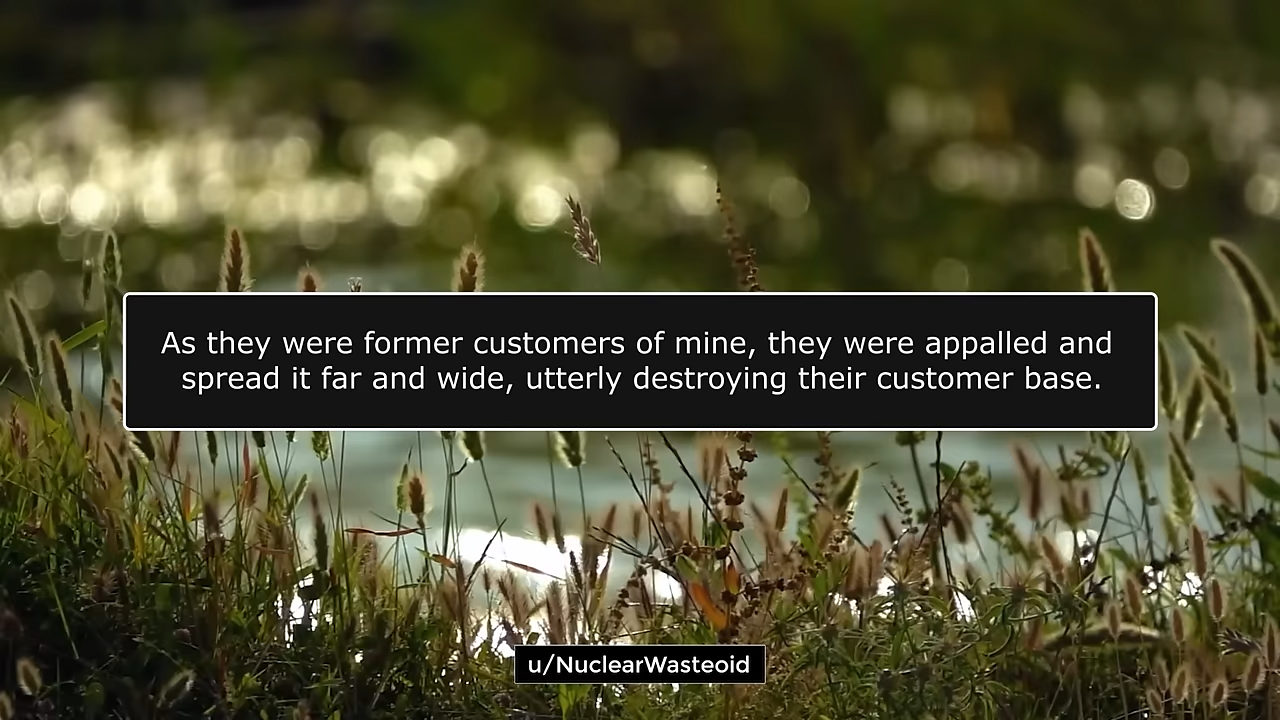 As they were former customers of mine, they were appalled and
spread it far and wide, utterly destroying their customer base.
u/NuclearWasteoid